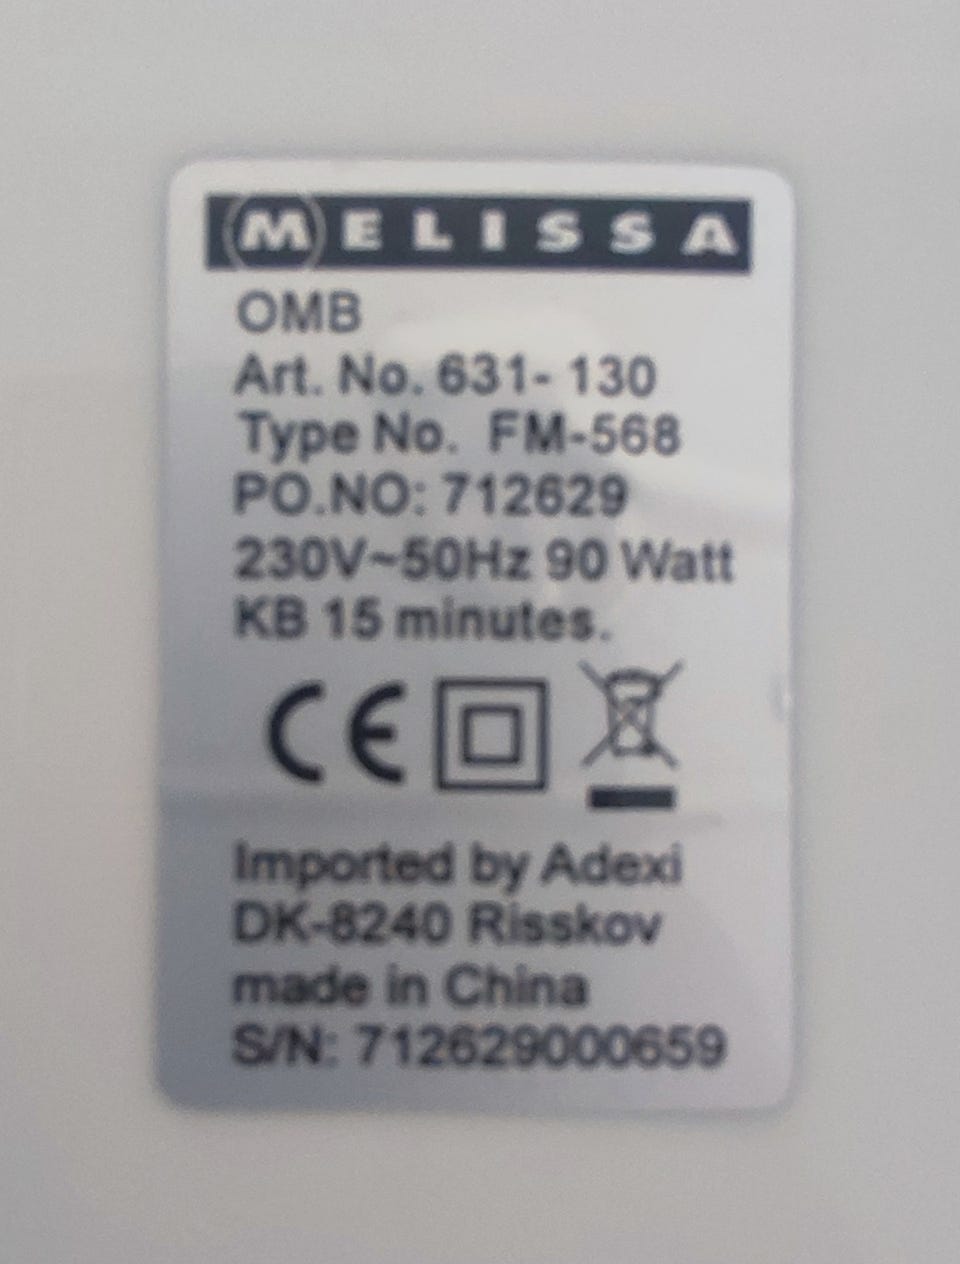 MELISSA
OMB
Art. No. 631- 130
Type No. FM-568
PO.NO: 712629
230V~50Hz 90 Watt
KB 15 minutes.
CE
Imported by Adexi
DK-8240 Risskov
made in China
S/N: 712629000659